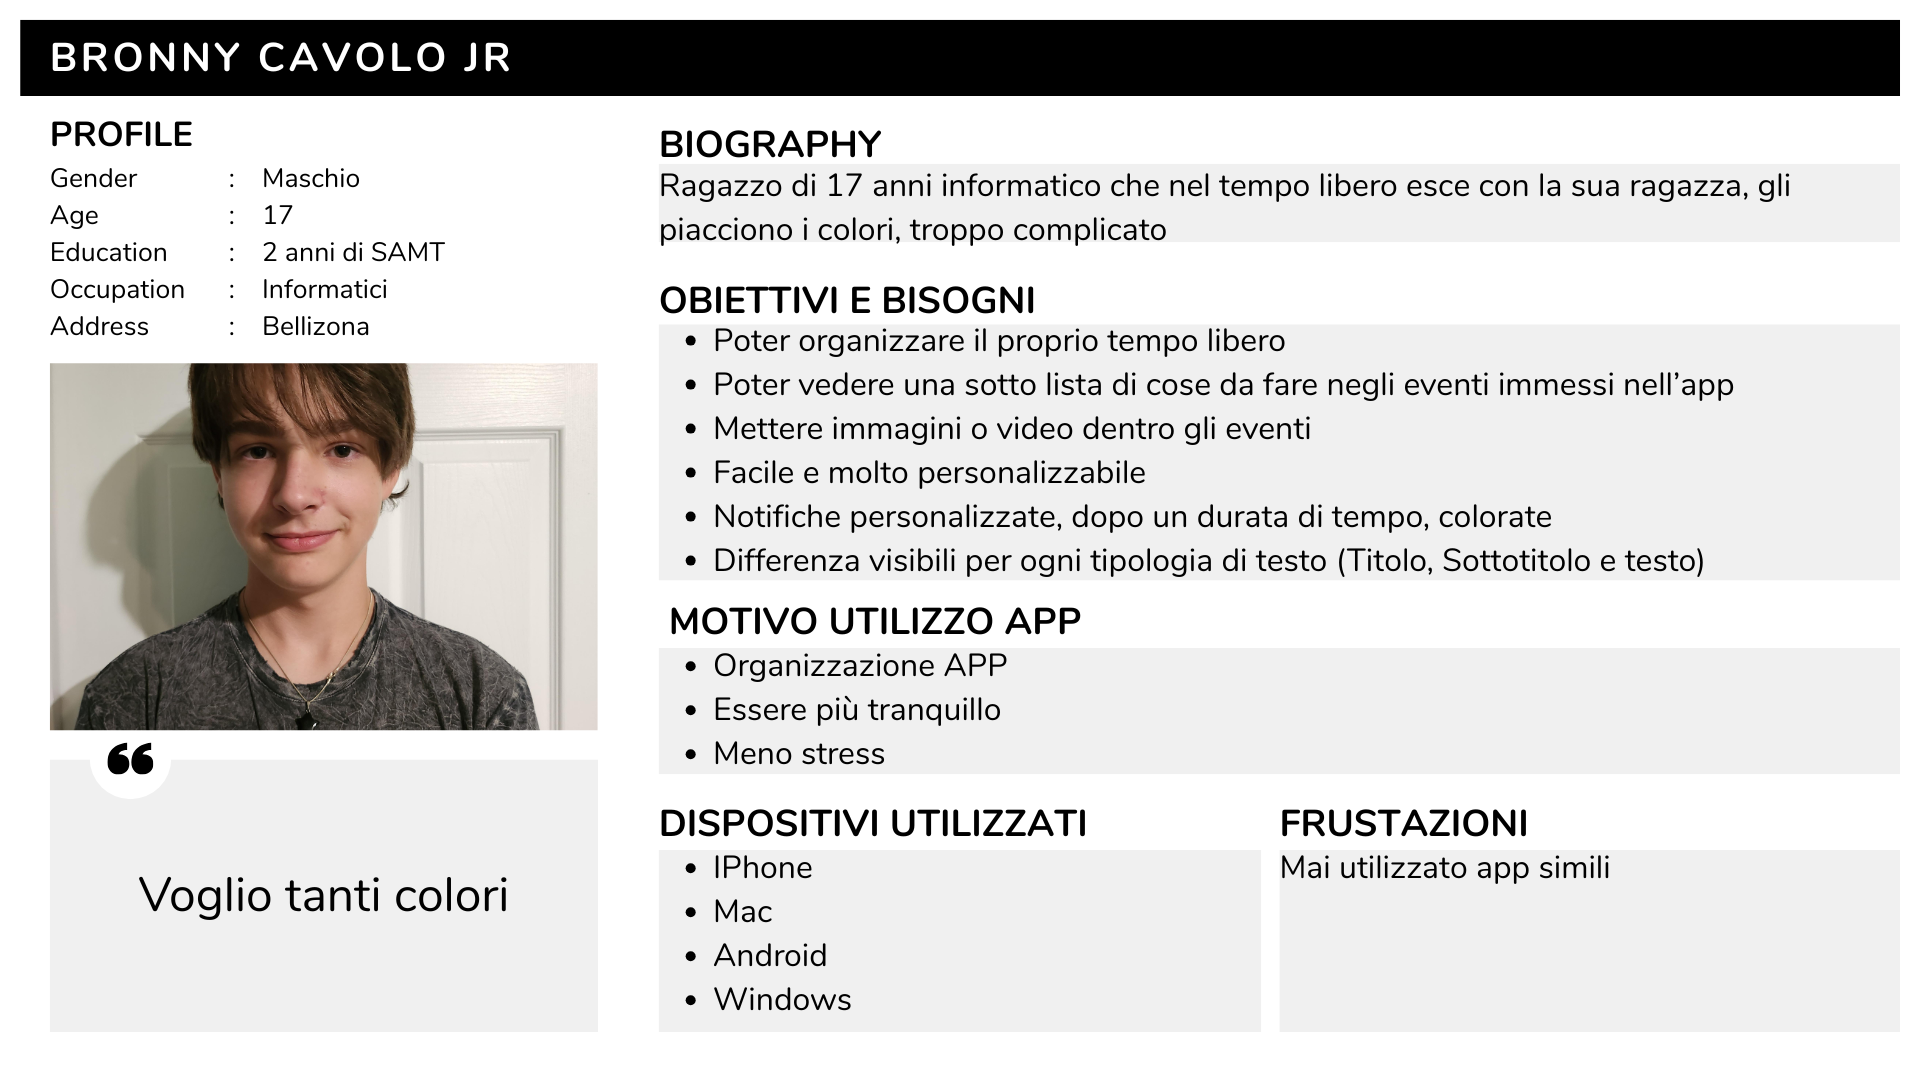 BRONNY CAVOLO JR
PROFILE
Gender : Maschio
Age : 17
Education : 2 anni di SAMT
Occupation : Informatici
Address : Bellizona
“
Voglio tanti colori
BIOGRAPHY
Ragazzo di 17 anni informatico che nel tempo libero esce con la sua ragazza, gli
piacciono i colori, troppo complicato
OBIETTIVI E BISOGNI
• Poter organizzare il proprio tempo libero
• Poter vedere una sotto lista di cose da fare negli eventi immessi nell’app
• Mettere immagini o video dentro gli eventi
• Facile e molto personalizzabile
• Notifiche personalizzate, dopo un durata di tempo, colorate
• Differenza visibili per ogni tipologia di testo (Titolo, Sottotitolo e testo)
MOTIVO UTILIZZO APP
• Organizzazione APP
• Essere più tranquillo
• Meno stress
DISPOSITIVI UTILIZZATI
• IPhone
• Mac
• Android
• Windows
FRUSTAZIONI
Mai utilizzato app simili